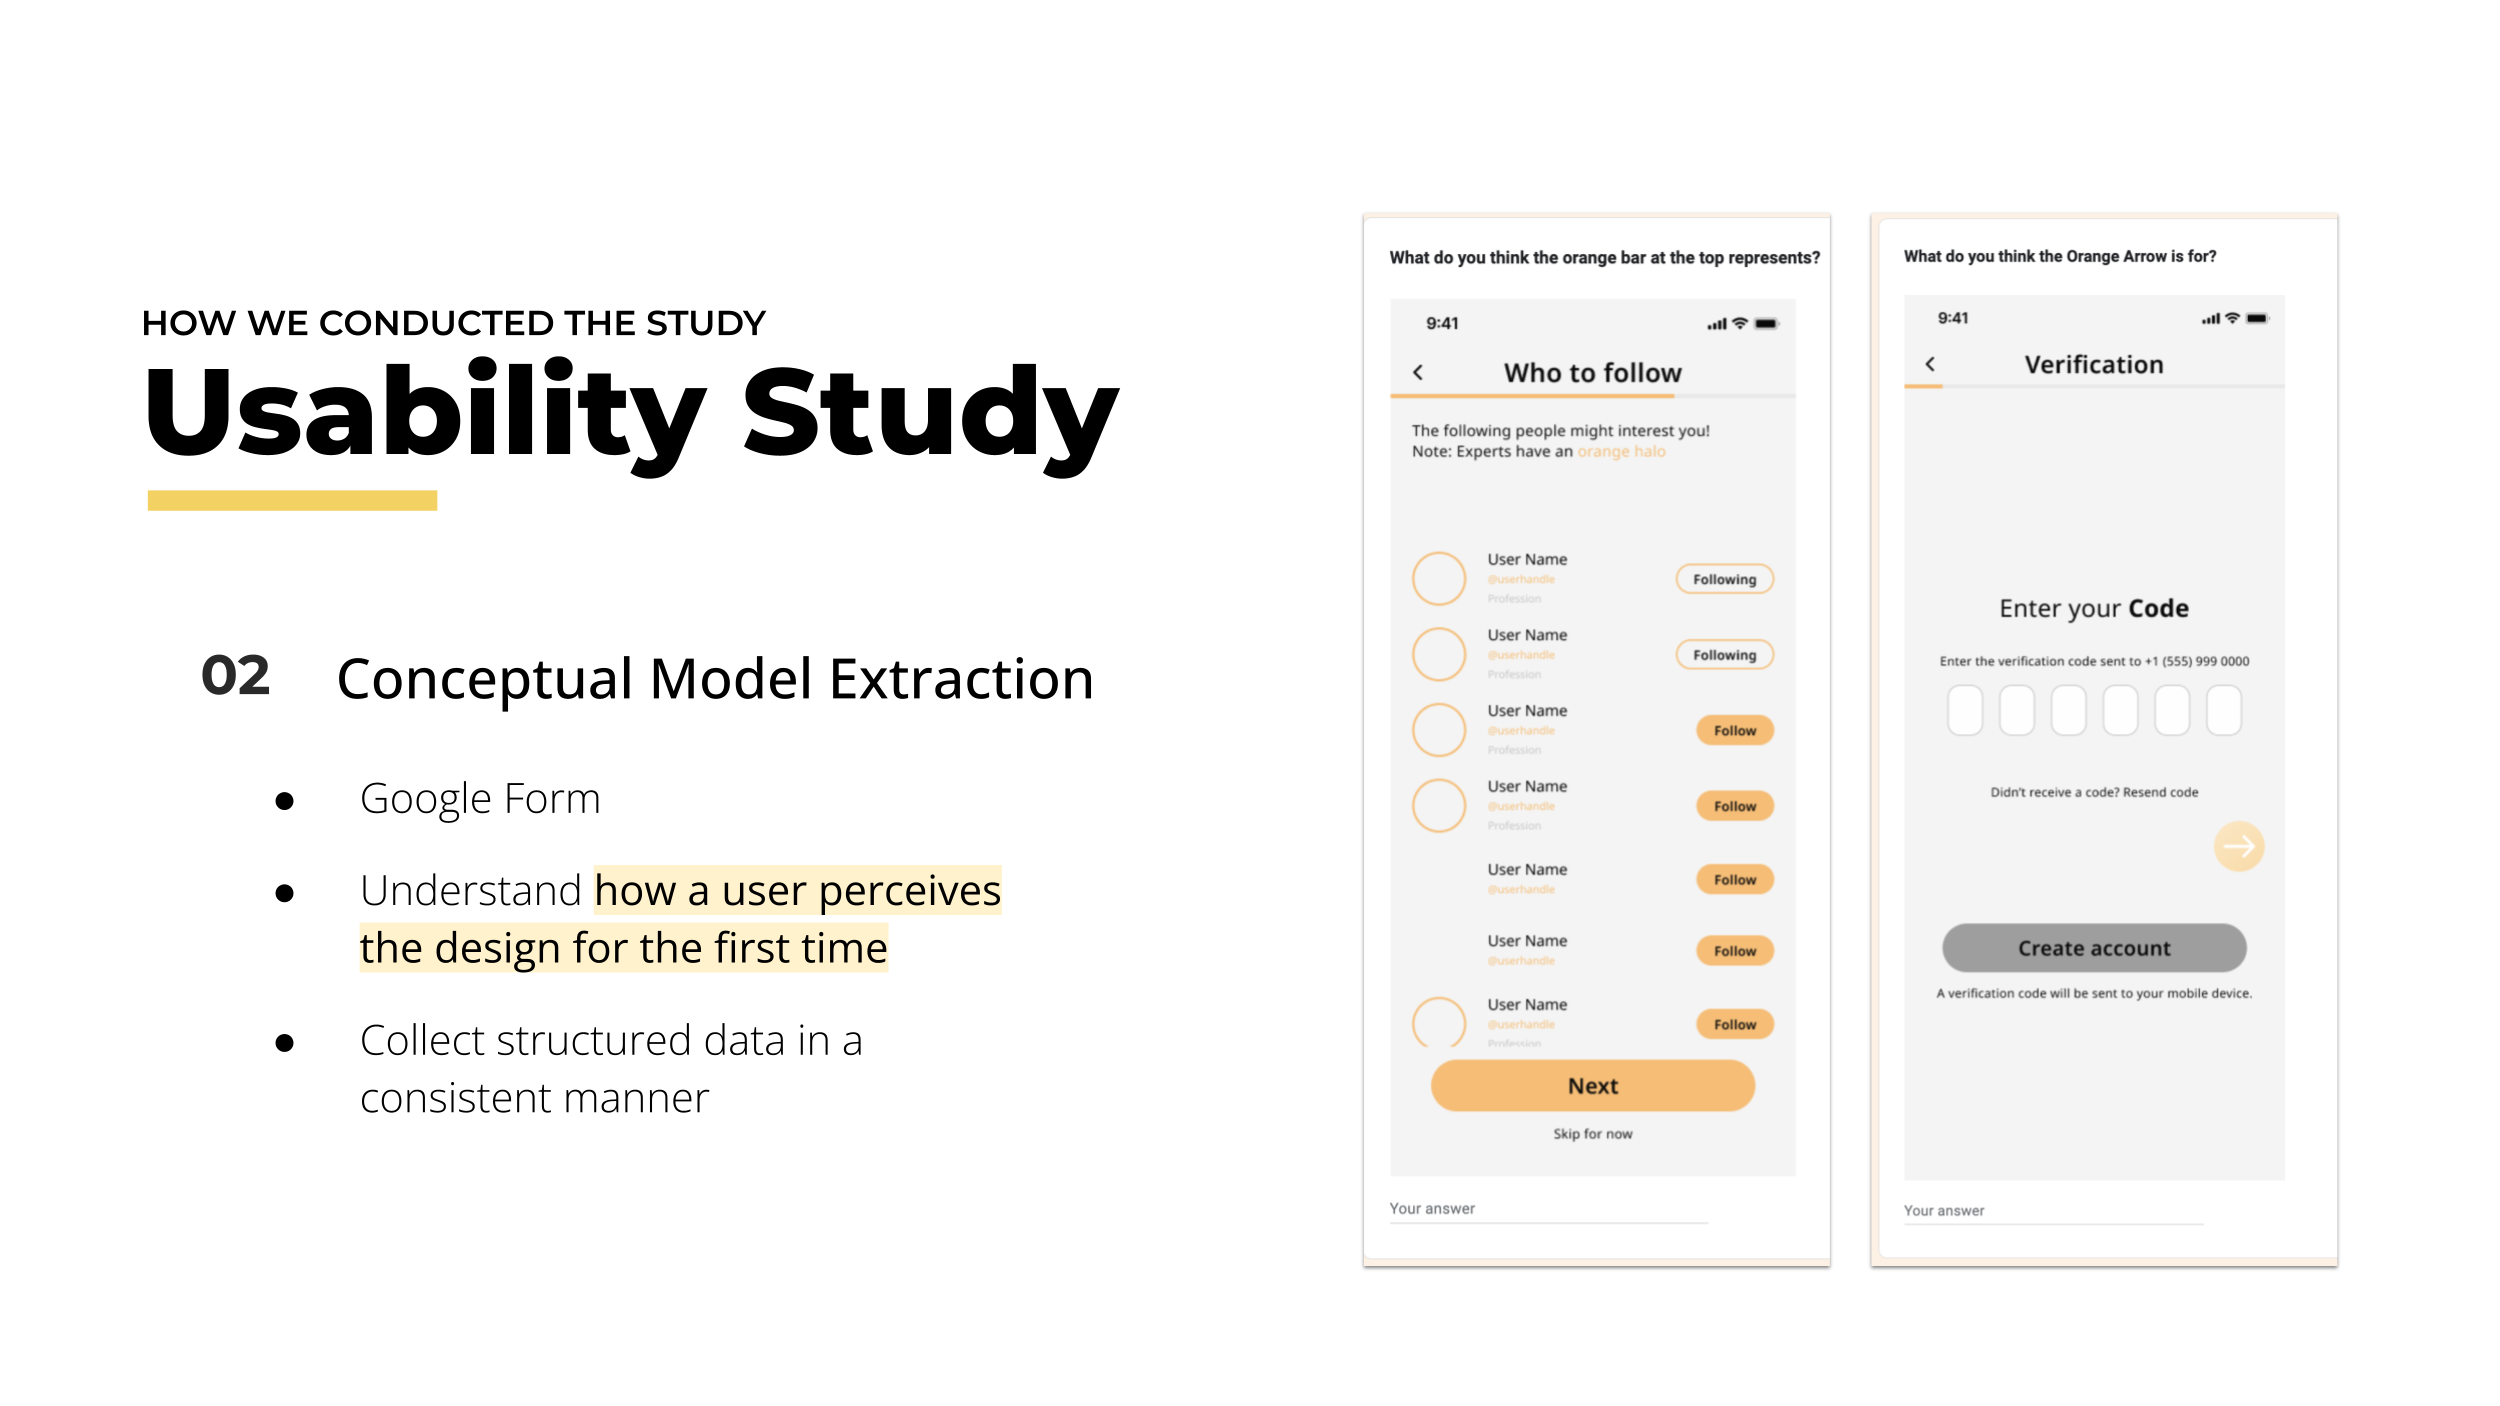 HOW WE CONDUCTED THE STUDY
Usability Study
02 Conceptual Model Extraction
● Google Form
● Understand how a user perceives
the design for the first time
● Collect structured data in a
consistent manner
What do you think the orange bar at the top represents?
9:41
Who to follow
The following people might interest you!
Note: Experts have an orange halo
User Name
@userhandle
Profession
Following
User Name
@userhandle
Profession
Following
User Name
@userhandle
Profession
Follow
User Name
@userhandle
Profession
Follow
User Name
@userhandle
Follow
User Name
@userhandle
Follow
User Name
@userhandle
Profession
Follow
Next
Skip for now
Your answer
What do you think the Orange Arrow is for?
9:41
Verification
Enter your Code
Enter the verification code sent to +1 (555) 999 0000
Didn't receive a code? Resend code
Create account
A verification code will be sent to your mobile device.
Your answer